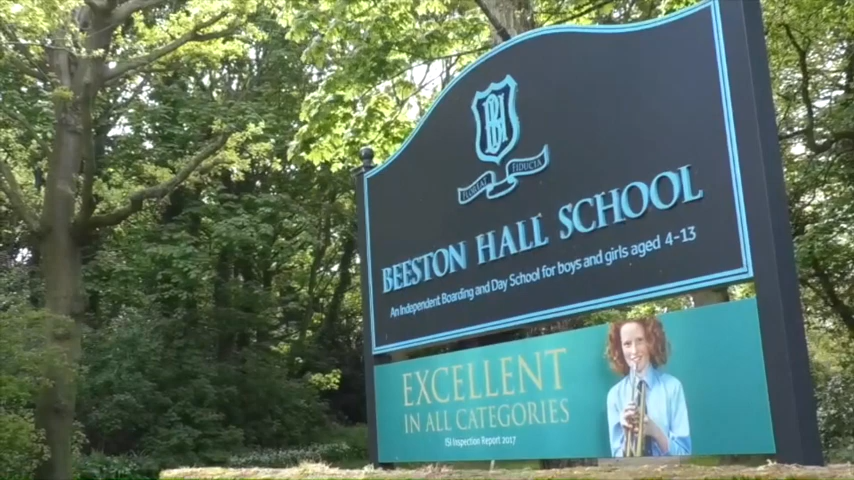 BH
FLOREAT FIDUCIA
BEESTON HALL SCHOOL
An Independent Boarding and Day School for boys and girls aged 4-13
EXCELLENT
IN ALL CATEGORIES
ISI Inspection Report 2017